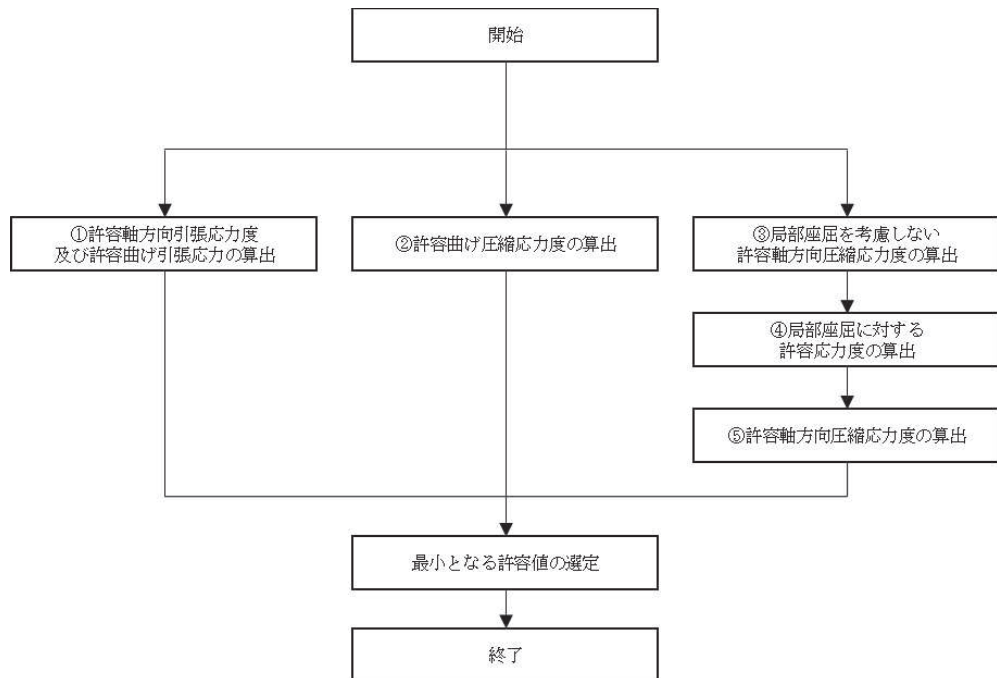 開始
①許容軸方向引張応力度
及び許容曲げ引張応力の算出
②許容曲げ圧縮応力度の算出
③局部座屈を考慮しない
許容軸方向圧縮応力度の算出
④局部座屈に対する
許容応力度の算出
⑤許容軸方向圧縮応力度の算出
最小となる許容値の選定
終了